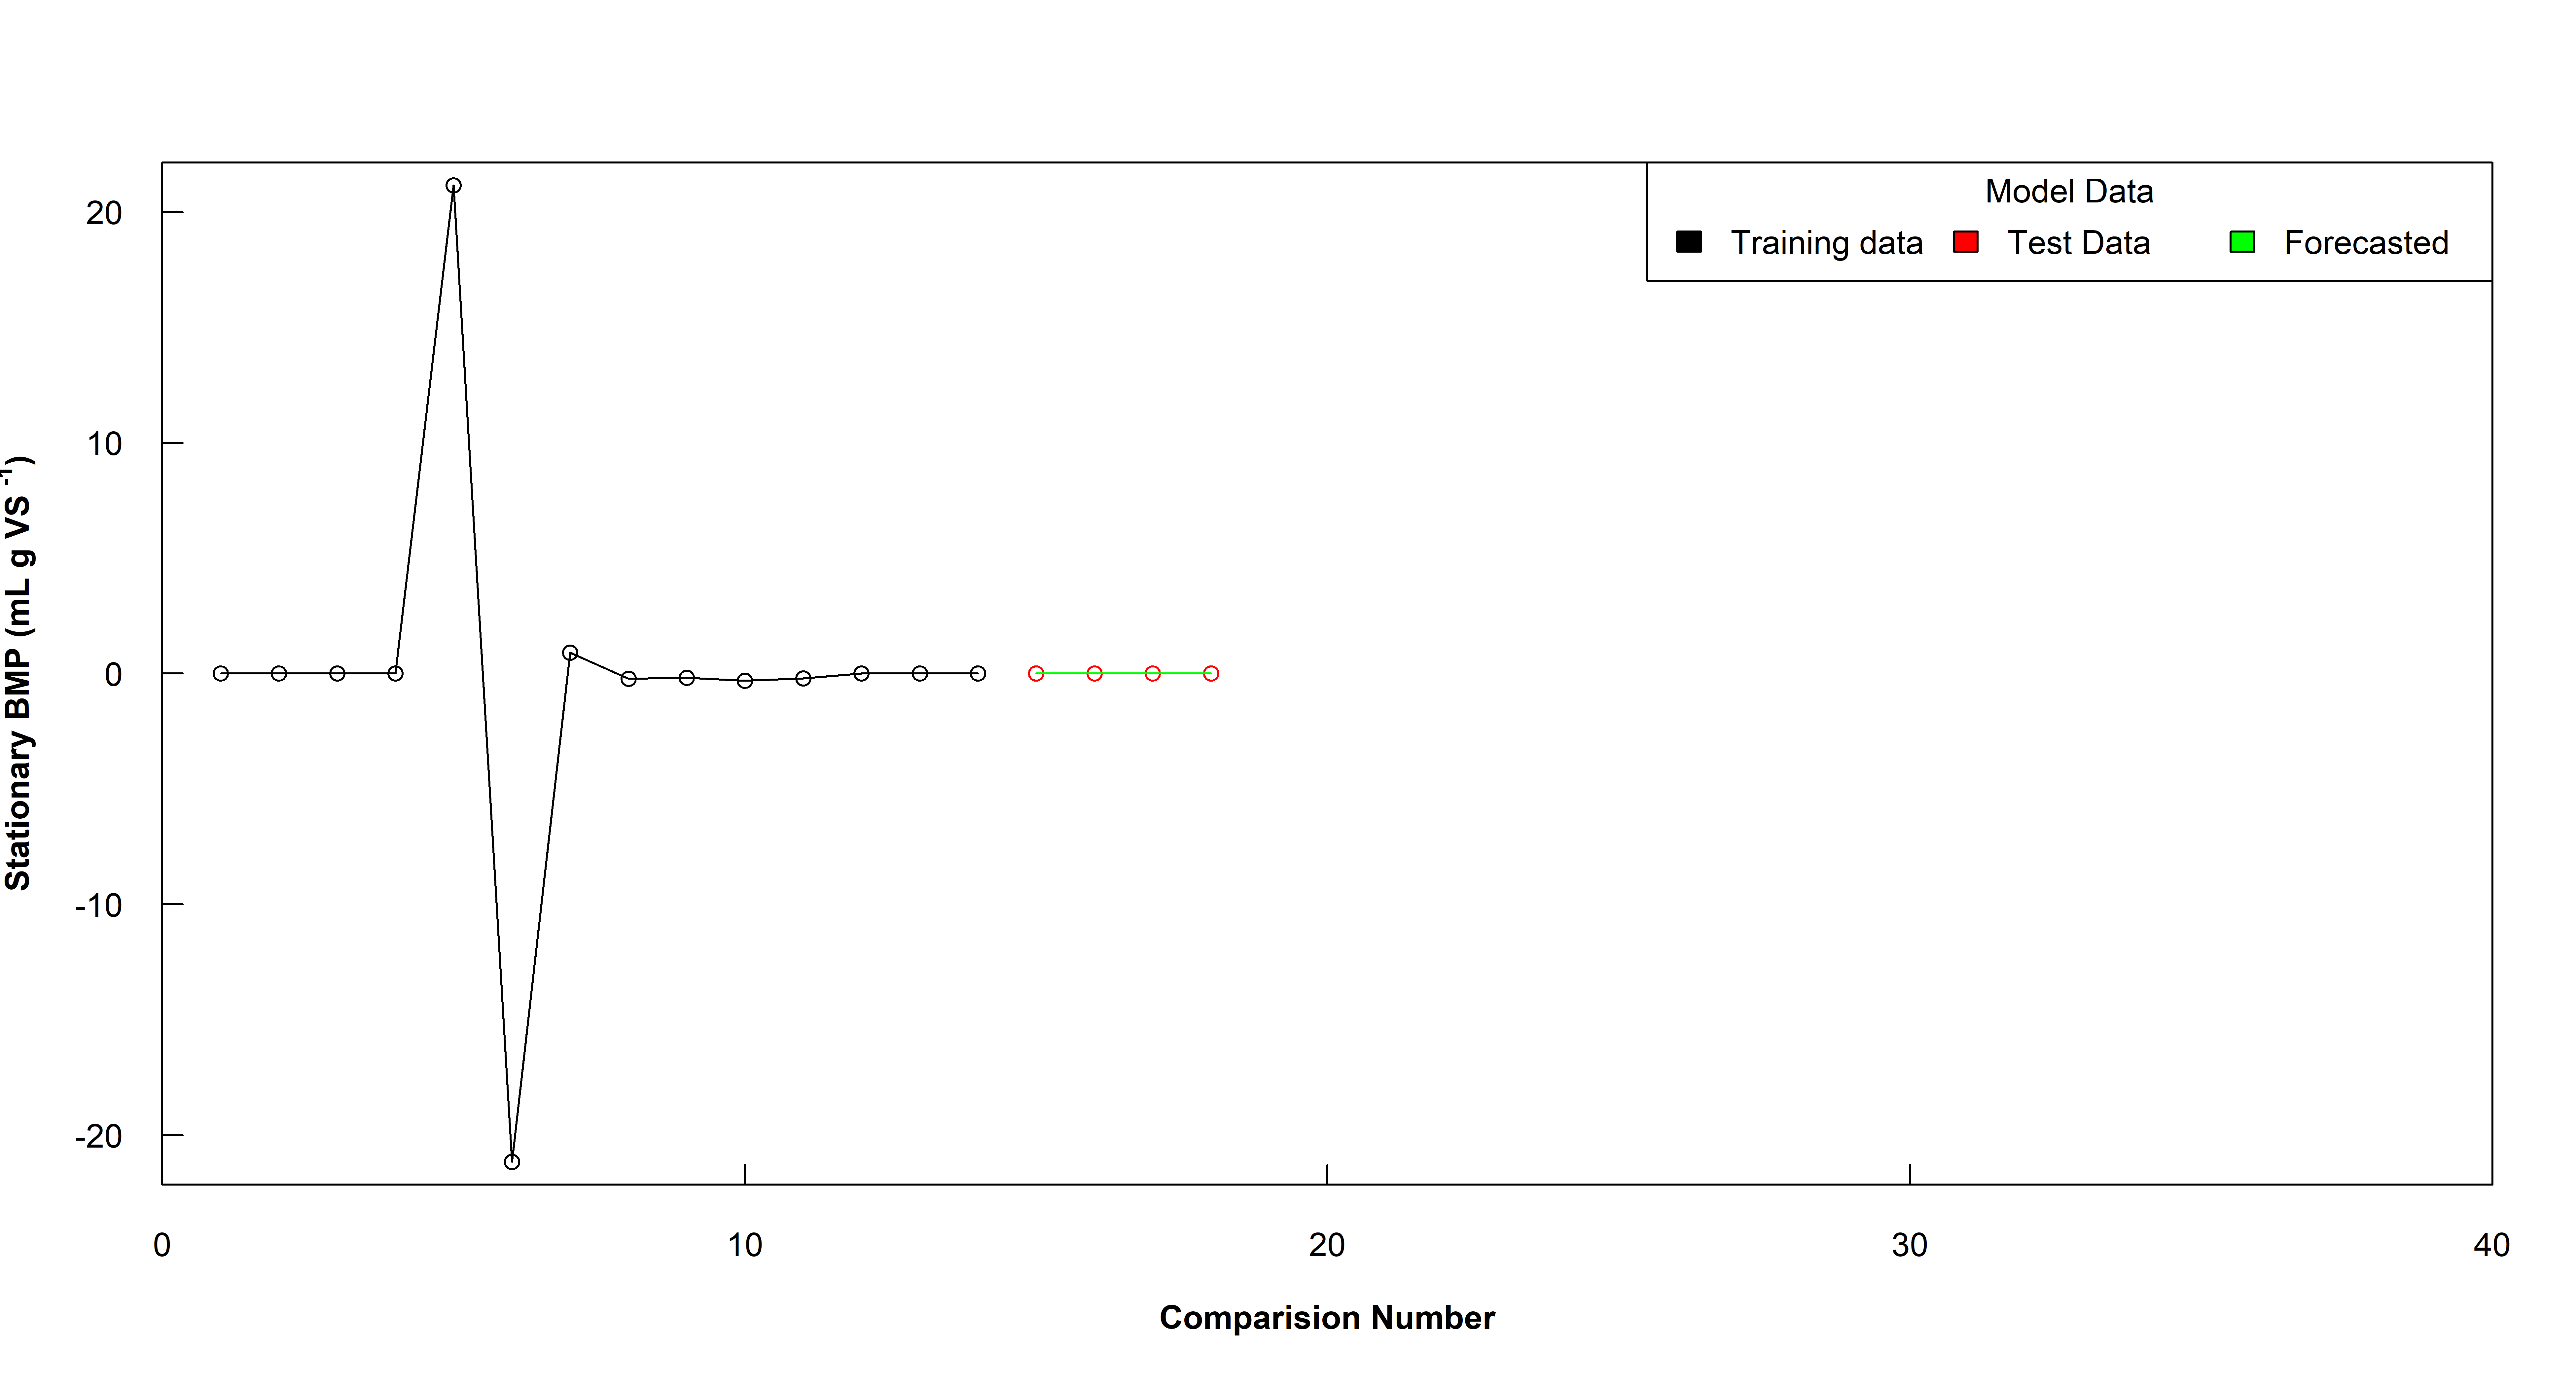 Model Data
Training data Test Data Forecasted
20
10
0
-10
-20
Stationary BMP (mL g VS -1)
0 10 20 30 40
Comparision Number